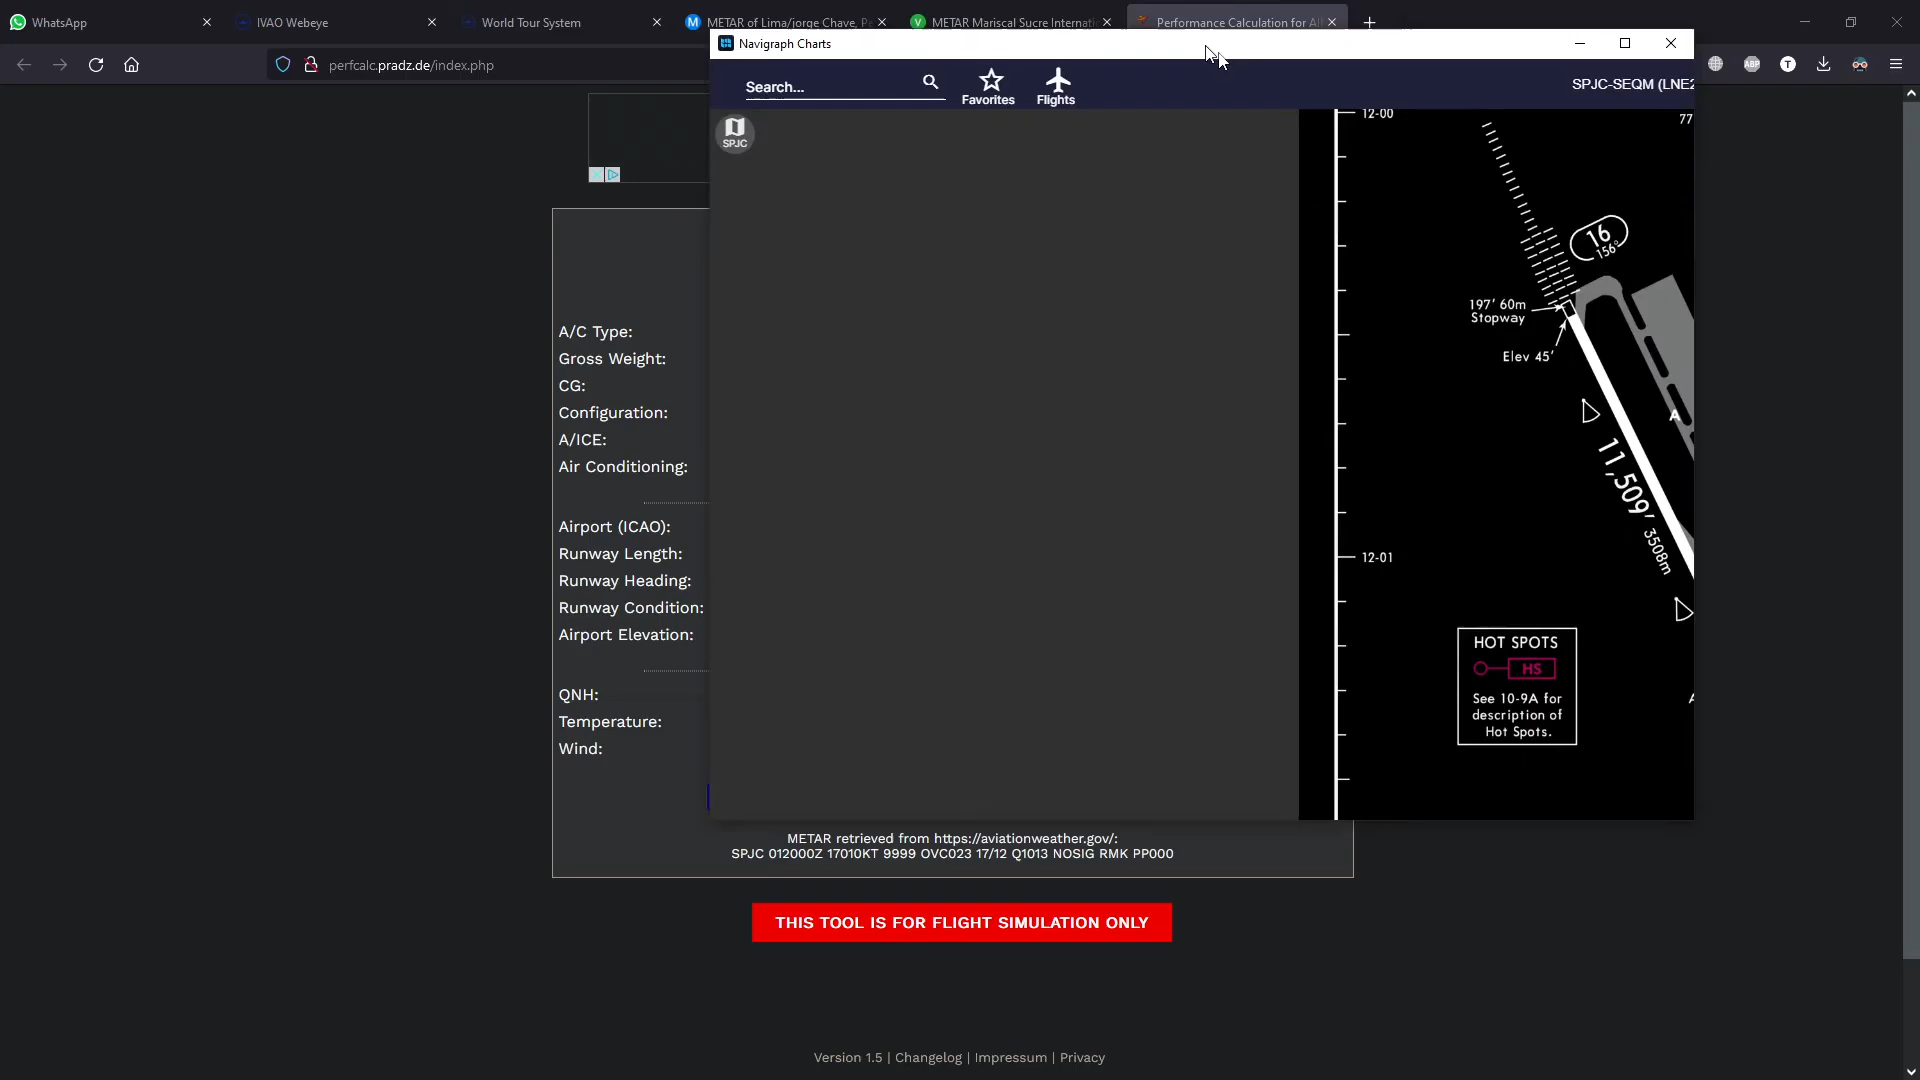 WhatsApp
IVAO Webeye
World Tour System
METAR of Lima/jorge Chave, Pe
METAR Mariscal Sucre Internati
Performance Calculation for All
perfcalc.pradz.de/index.php
ABP
T
Navigraph Charts
Search...
Favorites
Flights
SPJC-SEQM (LNE2
SPJC
12-00
77
16
156°
197' 60m
Stopway
Elev 45'
A
11,509'
3508m
12-01
HOT SPOTS
HS
See 10-9A for
description of
Hot Spots.
A/C Type:
Gross Weight:
CG:
Configuration:
A/ICE:
Air Conditioning:
Airport (ICAO):
Runway Length:
Runway Heading:
Runway Condition:
Airport Elevation:
QNH:
Temperature:
Wind:
METAR retrieved from https://aviationweather.gov/:
SPJC 012000Z 17010KT 9999 OVC023 17/12 Q1013 NOSIG RMK PP000
THIS TOOL IS FOR FLIGHT SIMULATION ONLY
Version 1.5 | Changelog | Impressum | Privacy